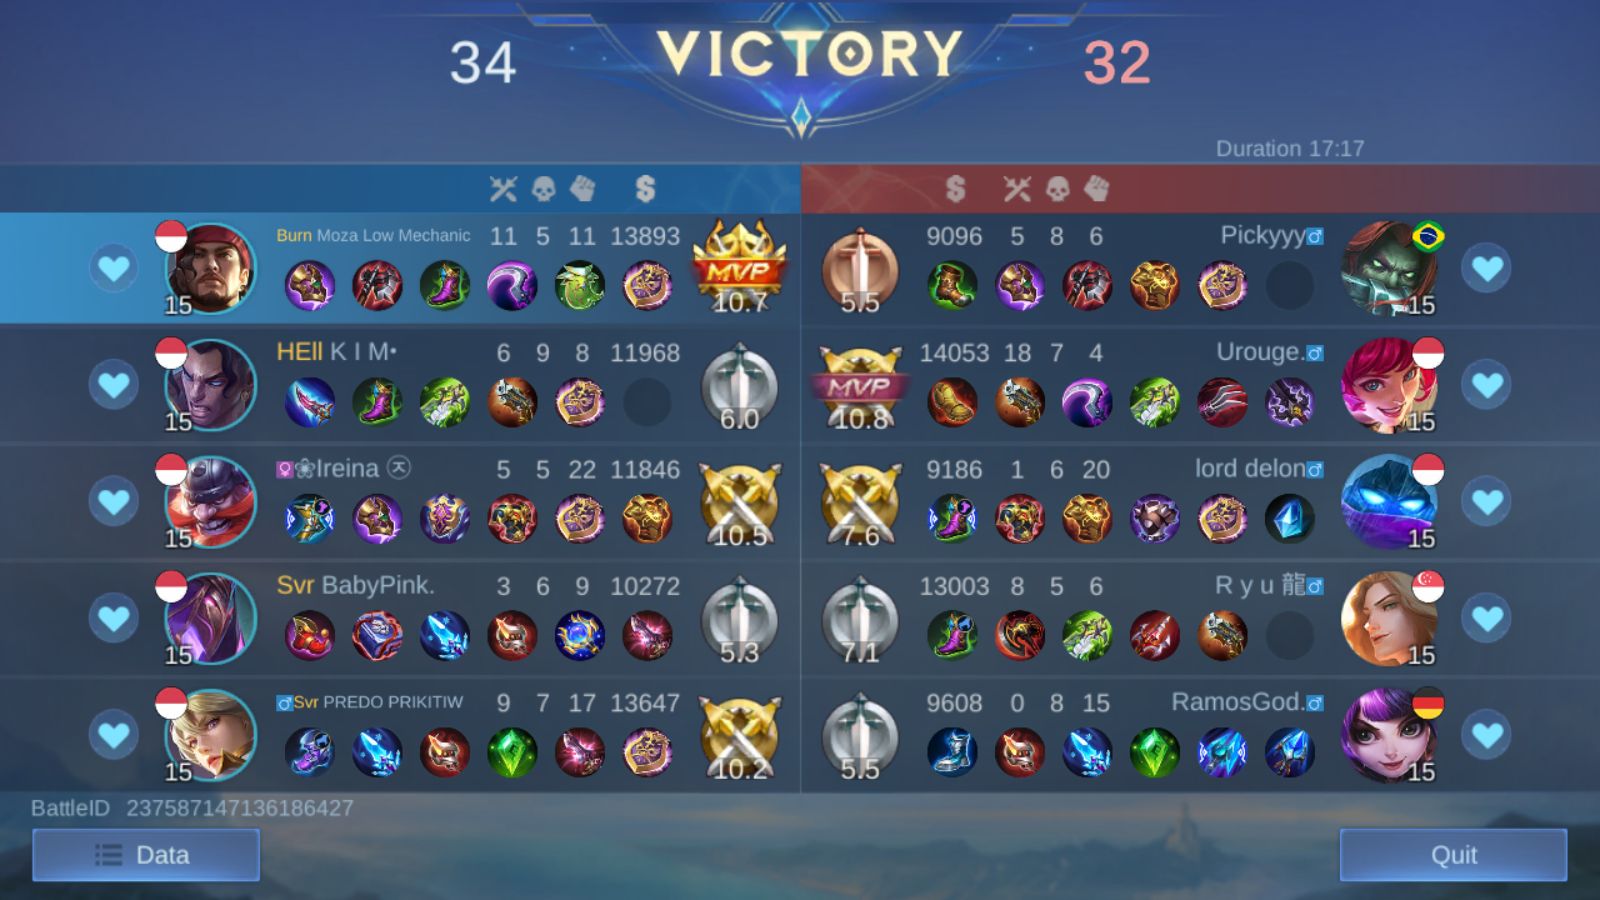 34 VICTORY 32
Duration 17:17
Burn Moza Low Mechanic 11 5 11 13893 MVP 10.7 15
5.5 9096 5 8 6 Pickyyy 15
HEll K I M• 6 9 8 11968 6.0 15
MVP 10.8 14053 18 7 4 Urouge. 15
Ireina 5 5 22 11846 10.5 15
7.6 9186 1 6 20 lord delon 15
Svr BabyPink. 3 6 9 10272 5.3 15
7.1 13003 8 5 6 R y u 龍 15
Svr PREDO PRIKITIW 9 7 17 13647 10.2 15
5.5 9608 0 8 15 RamosGod. 15
BattleID 237587147136186427
Data
Quit